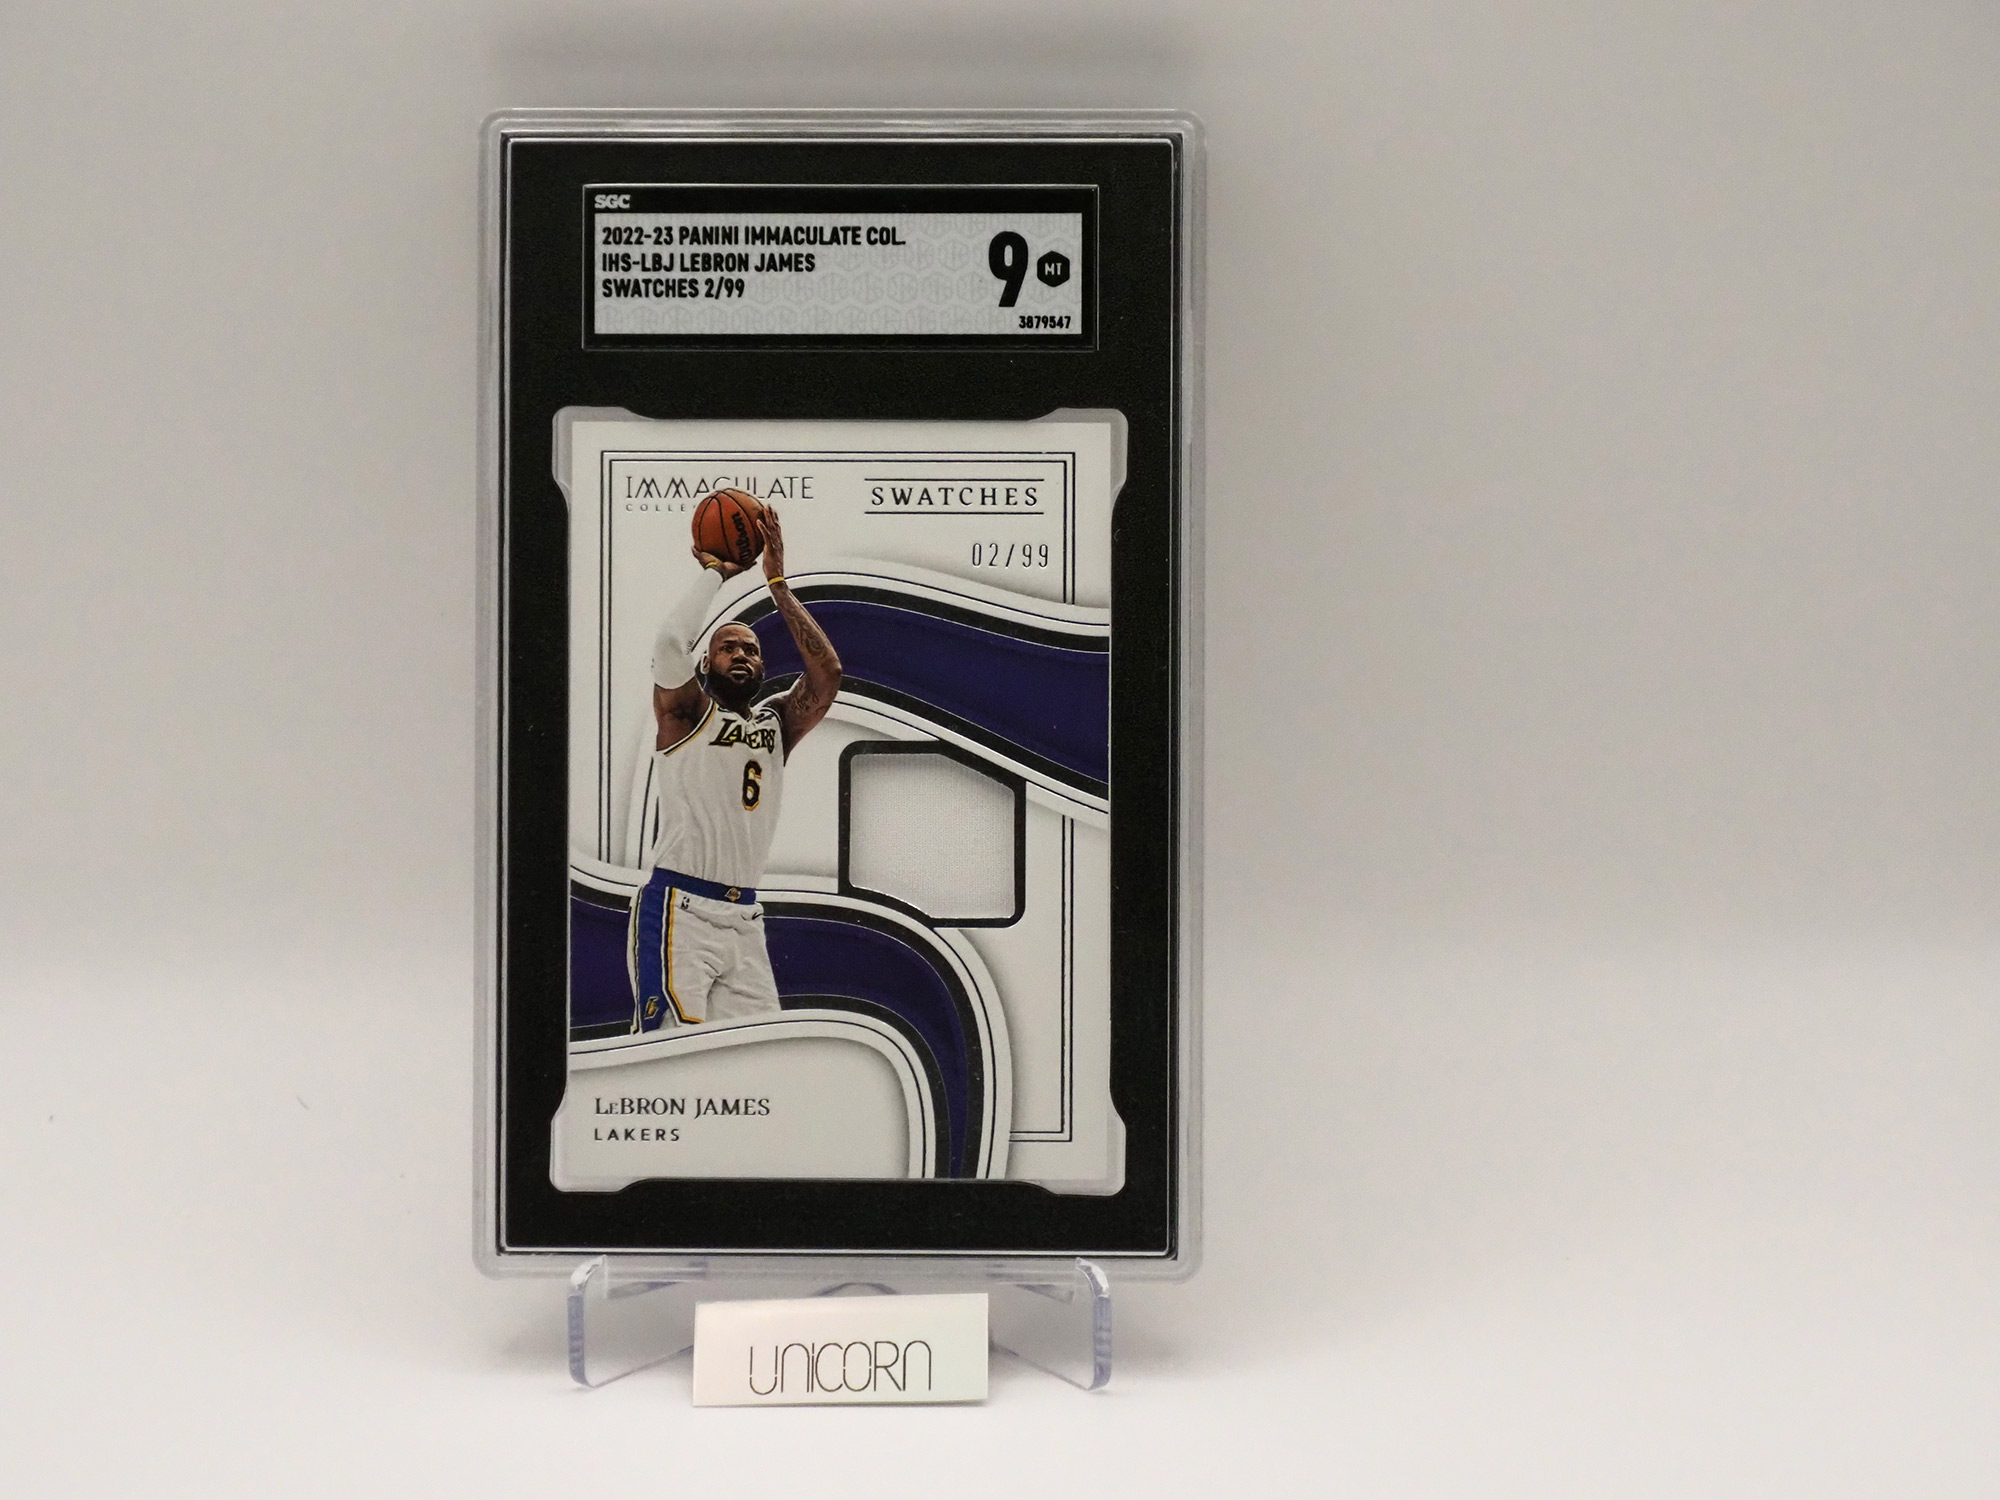 SGC
2022-23 PANINI IMMACULATE COL.
IHS-LBJ LEBRON JAMES
SWATCHES 2/99
9 MT
3879547
IMMACULATE
SWATCHES
02/99
Wilson
LAKERS
6
LeBRON JAMES
LAKERS
UNICORN